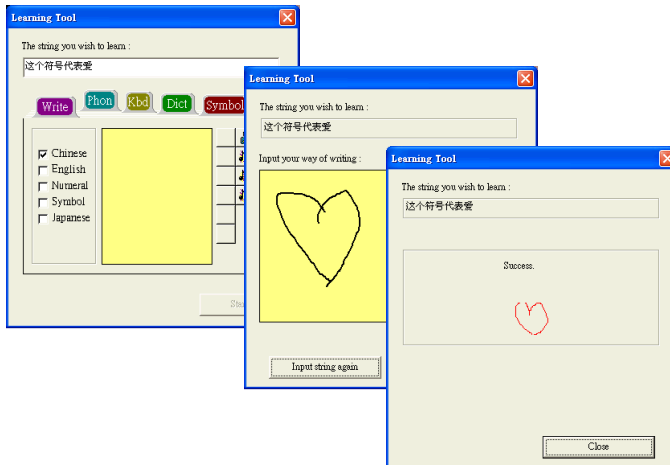 Learning Tool
The string you wish to learn :
这个符号代表爱
Write
Phon
Kbd
Dict
Symbol
Chinese
English
Numeral
Symbol
Japanese
Learning Tool
The string you wish to learn :
这个符号代表爱
Input your way of writing :
Input string again
Learning Tool
The string you wish to learn :
这个符号代表爱
Success.
Close